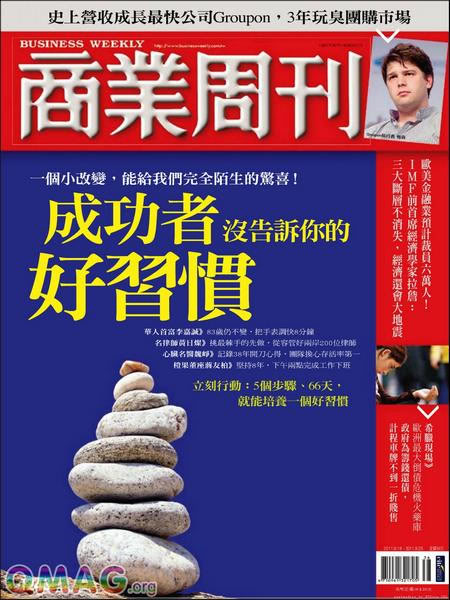 史上營收成長最快公司Groupon，3年玩臭團購市場
BUSINESS WEEKLY
商業周刊
一個小改變，能給我們完全陌生的驚喜！
成功者 沒告訴你的
好習慣
華人首富李嘉誠》83歲仍不變，把手表調快8分鐘
名律師黃日燦》挑最棘手的先做，從容管好兩岸200位律師
心臟名醫魏崢》記錄38年開刀心得，團隊換心存活率第一
橙果董座蔣友柏》堅持8年，下午兩點完成工作下班
立刻行動：5個步驟、66天，
就能培養一個好習慣
歐美金融業預計裁員六萬人！
IMF前首席經濟學家拉詹：
三大斷層不消失，經濟還會大地震
希臘現場》
歐洲最大倒債危機火藥庫
政府為籌錢還債，
計程車牌不到一折賤售
QMAG.org